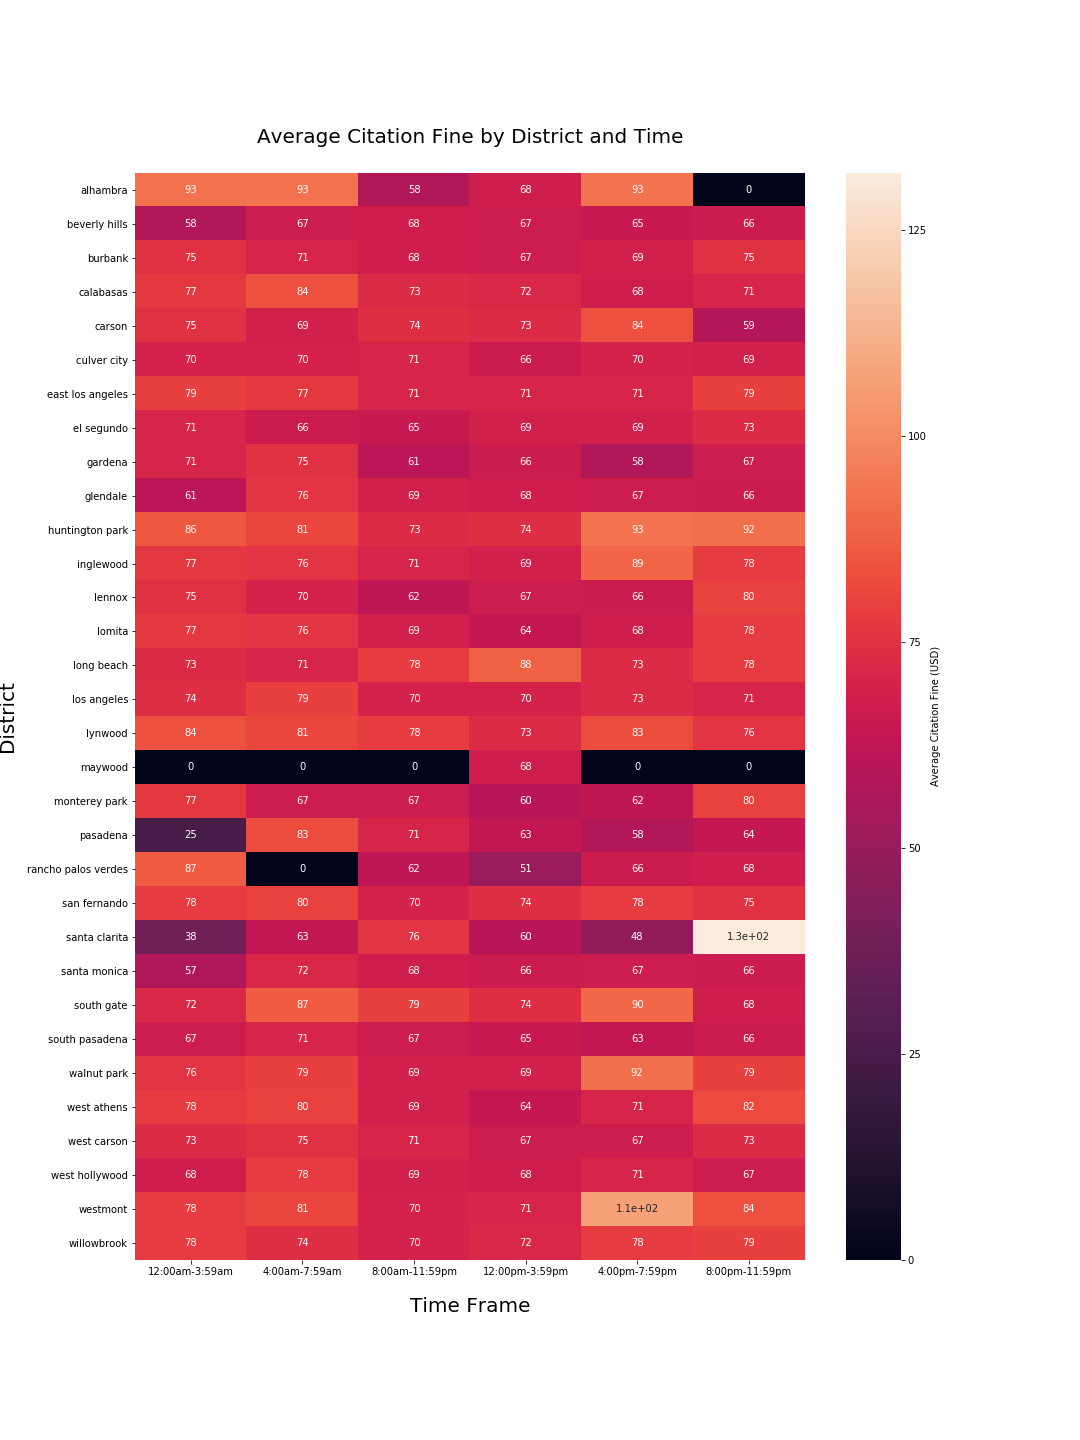 Average Citation Fine by District and Time
alhambra 93 93 58 68 93 0
beverly hills 58 67 68 67 65 66
burbank 75 71 68 67 69 75
calabasas 77 84 73 72 68 71
carson 75 69 74 73 84 59
culver city 70 70 71 66 70 69
east los angeles 79 77 71 71 71 79
el segundo 71 66 65 69 69 73
gardena 71 75 61 66 58 67
glendale 61 76 69 68 67 66
huntington park 86 81 73 74 93 92
inglewood 77 76 71 69 89 78
lennox 75 70 62 67 66 80
lomita 77 76 69 64 68 78
long beach 73 71 78 88 73 78
los angeles 74 79 70 70 73 71
lynwood 84 81 78 73 83 76
maywood 0 0 0 68 0 0
monterey park 77 67 67 60 62 80
pasadena 25 83 71 63 58 64
rancho palos verdes 87 0 62 51 66 68
san fernando 78 80 70 74 78 75
santa clarita 38 63 76 60 48 1.3e+02
santa monica 57 72 68 66 67 66
south gate 72 87 79 74 90 68
south pasadena 67 71 67 65 63 66
walnut park 76 79 69 69 92 79
west athens 78 80 69 64 71 82
west carson 73 75 71 67 67 73
west hollywood 68 78 69 68 71 67
westmont 78 81 70 71 1.1e+02 84
willowbrook 78 74 70 72 78 79
12:00am-3:59am 4:00am-7:59am 8:00am-11:59pm 12:00pm-3:59pm 4:00pm-7:59pm 8:00pm-11:59pm
Time Frame
District
125
100
75
50
25
0
Average Citation Fine (USD)